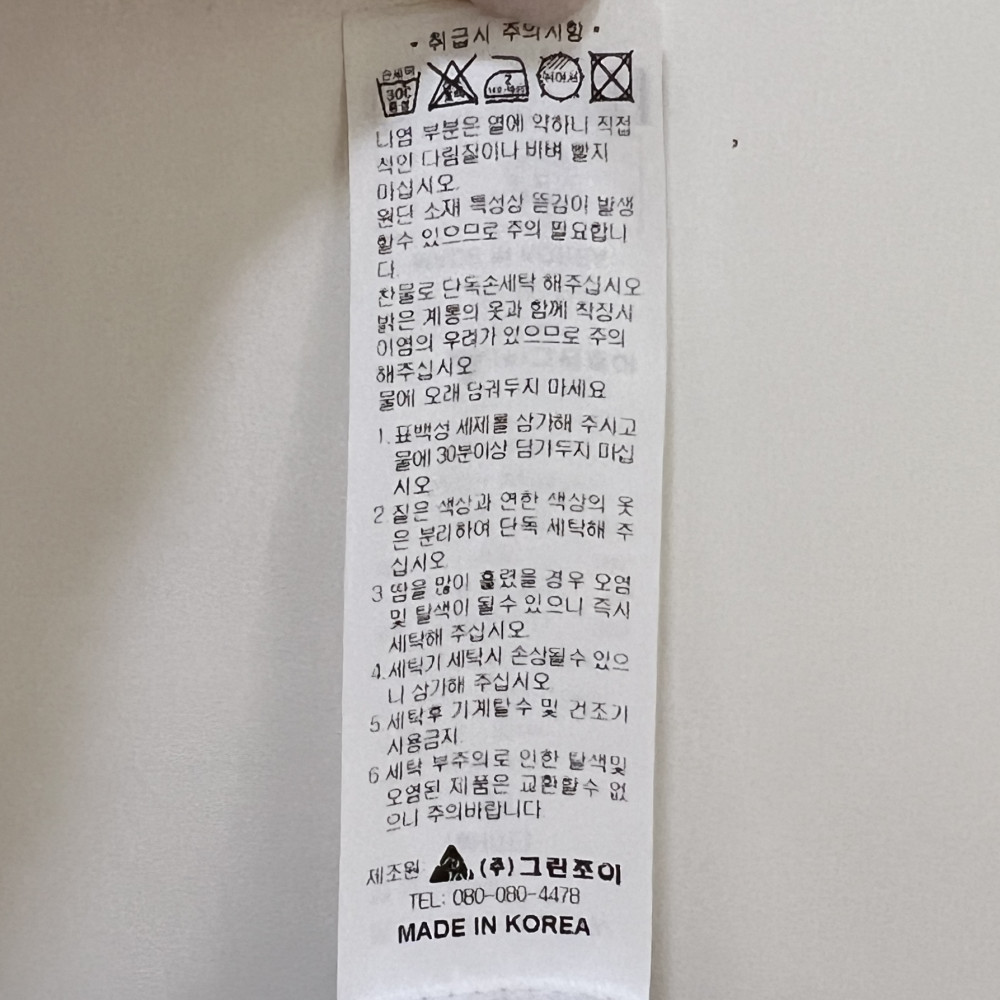 • 취급시 주의사항 •
손세탁
30℃
중성
니염 부분은 열에 약하니 직접
식인 다림질이나 비벼 빨지
마십시오.
원단 소재 특성상 뜯김이 발생
할수 있으므로 주의 필요합니
다.
찬물로 단독손세탁 해주십시오
밝은 계통의 옷과 함께 착장시
이염의 우려가 있으므로 주의
해주십시오
물에 오래 담궈두지 마세요
1. 표백성 세제를 삼가해 주시고
물에 30분이상 담기두지 마십
시오
2 짙은 색상과 연한 색상의 옷
은 분리하여 단독 세탁해 주
십시오
3 땀을 많이 흘렸을 경우 오염
및 탈색이 될수 있으니 즉시
세탁해 주십시오.
4. 세탁기 세탁시 손상될수 있으
니 삼가해 주십시오
5 세탁후 기계탈수 및 건조기
사용금지.
6 세탁 부주의로 인한 탈색및
오염된 제품은 교환할수 없
으니 주의바랍니다
제조원 (주)그린조이
TEL: 080-080-4478
MADE IN KOREA